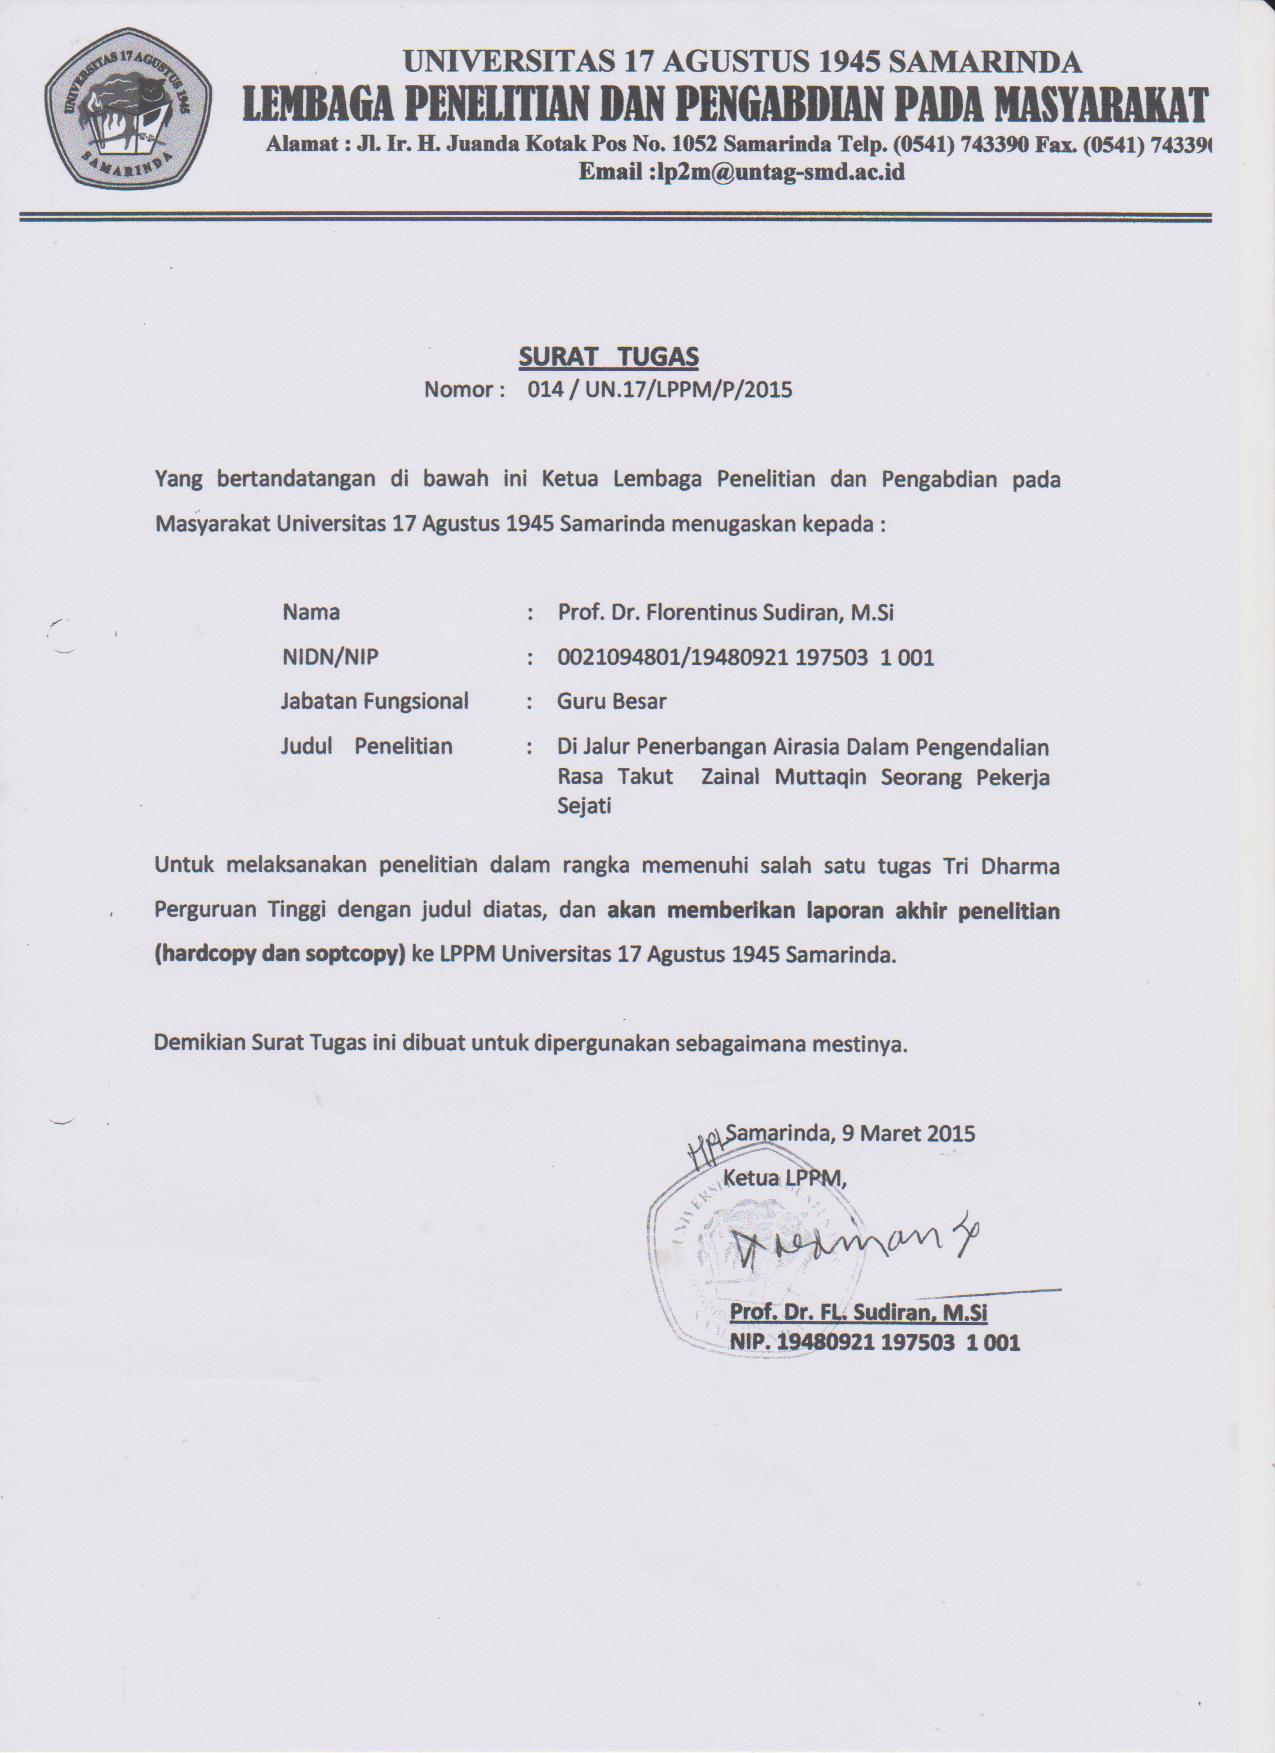 UNIVERSITAS 17 AGUSTUS 1945
SAMARINDA
UNIVERSITAS 17 AGUSTUS 1945 SAMARINDA
LEMBAGA PENELITIAN DAN PENGABDIAN PADA MASYARAKAT
Alamat : Jl. Ir. H. Juanda Kotak Pos No. 1052 Samarinda Telp. (0541) 743390 Fax. (0541)
Email :lp2m@untag-smd.ac.id
SURAT TUGAS
Nomor : 014 / UN.17/LPPM/P/2015
Yang bertandatangan di bawah ini Ketua Lembaga Penelitian dan Pengabdian pada
Masyarakat Universitas 17 Agustus 1945 Samarinda menugaskan kepada :
Nama : Prof. Dr. Florentinus Sudiran, M.Si
NIDN/NIP : 0021094801/19480921 197503 1 001
Jabatan Fungsional : Guru Besar
Judul Penelitian : Di Jalur Penerbangan Airasia Dalam Pengendalian
Rasa Takut Zainal Muttaqin Seorang Pekerja
Sejati
Untuk melaksanakan penelitian dalam rangka memenuhi salah satu tugas Tri Dharma
Perguruan Tinggi dengan judul diatas, dan akan memberikan laporan akhir penelitian
(hardcopy dan soptcopy) ke LPPM Universitas 17 Agustus 1945 Samarinda.
Demikian Surat Tugas ini dibuat untuk dipergunakan sebagaimana mestinya.
Samarinda, 9 Maret 2015
Ketua LPPM,
Prof. Dr. FL. Sudiran, M.Si
NIP. 19480921 197503 1 001